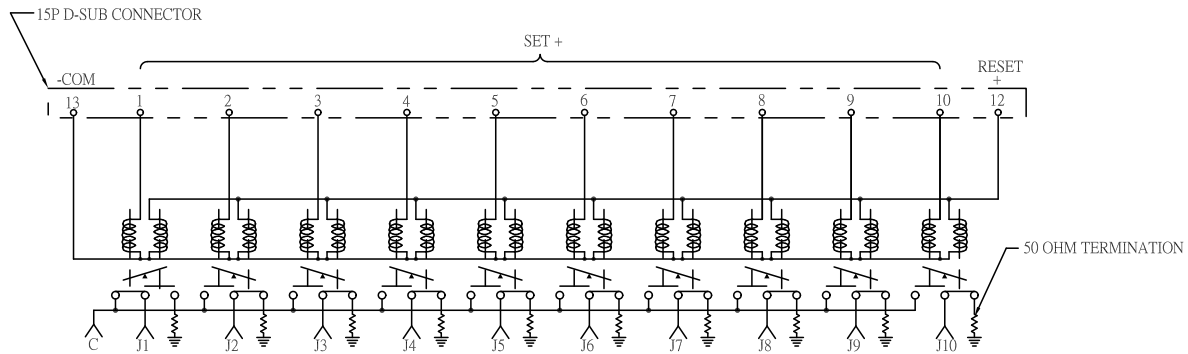 15P D-SUB CONNECTOR
SET +
-COM
RESET
+
13 1 2 3 4 5 6 7 8 9 10 12
50 OHM TERMINATION
C J1 J2 J3 J4 J5 J6 J7 J8 J9 J10